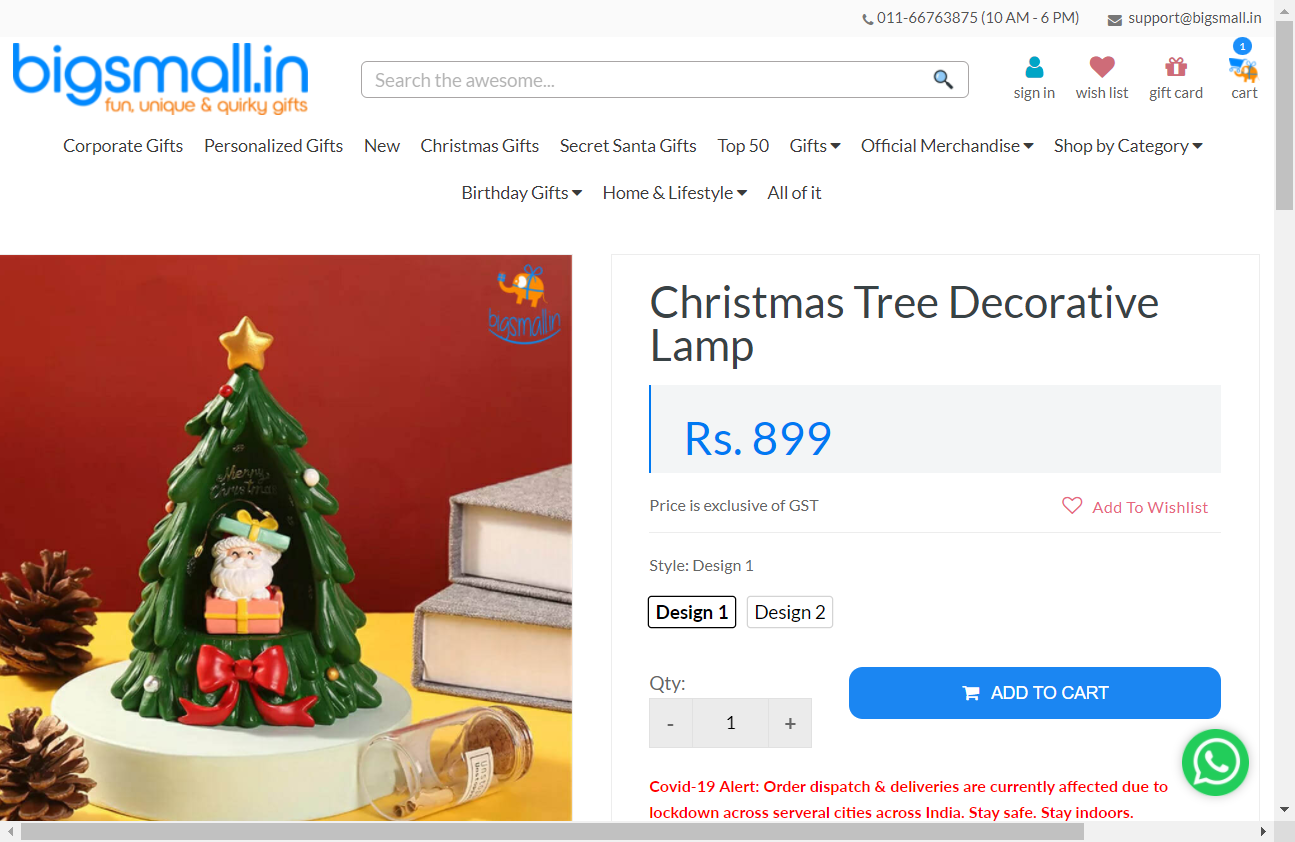 011-66763875 (10 AM - 6 PM) support@bigsmall.in
bigsmall.in
fun, unique & quirky gifts
Search the awesome...
1
sign in wish list gift card cart
Corporate Gifts Personalized Gifts New Christmas Gifts Secret Santa Gifts Top 50 Gifts Official Merchandise Shop by Category
Birthday Gifts Home & Lifestyle All of it
bigsmall.in
Merry
Christmas
Christmas Tree Decorative
Lamp
Rs. 899
Price is exclusive of GST
Add To Wishlist
Style: Design 1
Design 1 Design 2
Qty:
- 1 +
ADD TO CART
Covid-19 Alert: Order dispatch & deliveries are currently affected due to
lockdown across serveral cities across India. Stay safe. Stay indoors.